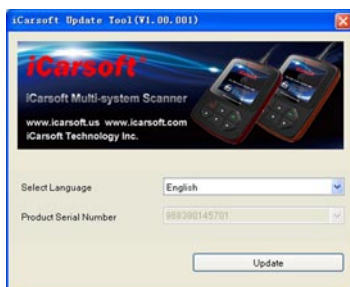 iCarsoft Update Tool(V1.00.001)
iCarsoft
iCarsoft Multi-system Scanner
www.icarsoft.us www.icarsoft.com
iCarsoft Technology Inc.
Select Language English
Product Serial Number 989390145701
Update